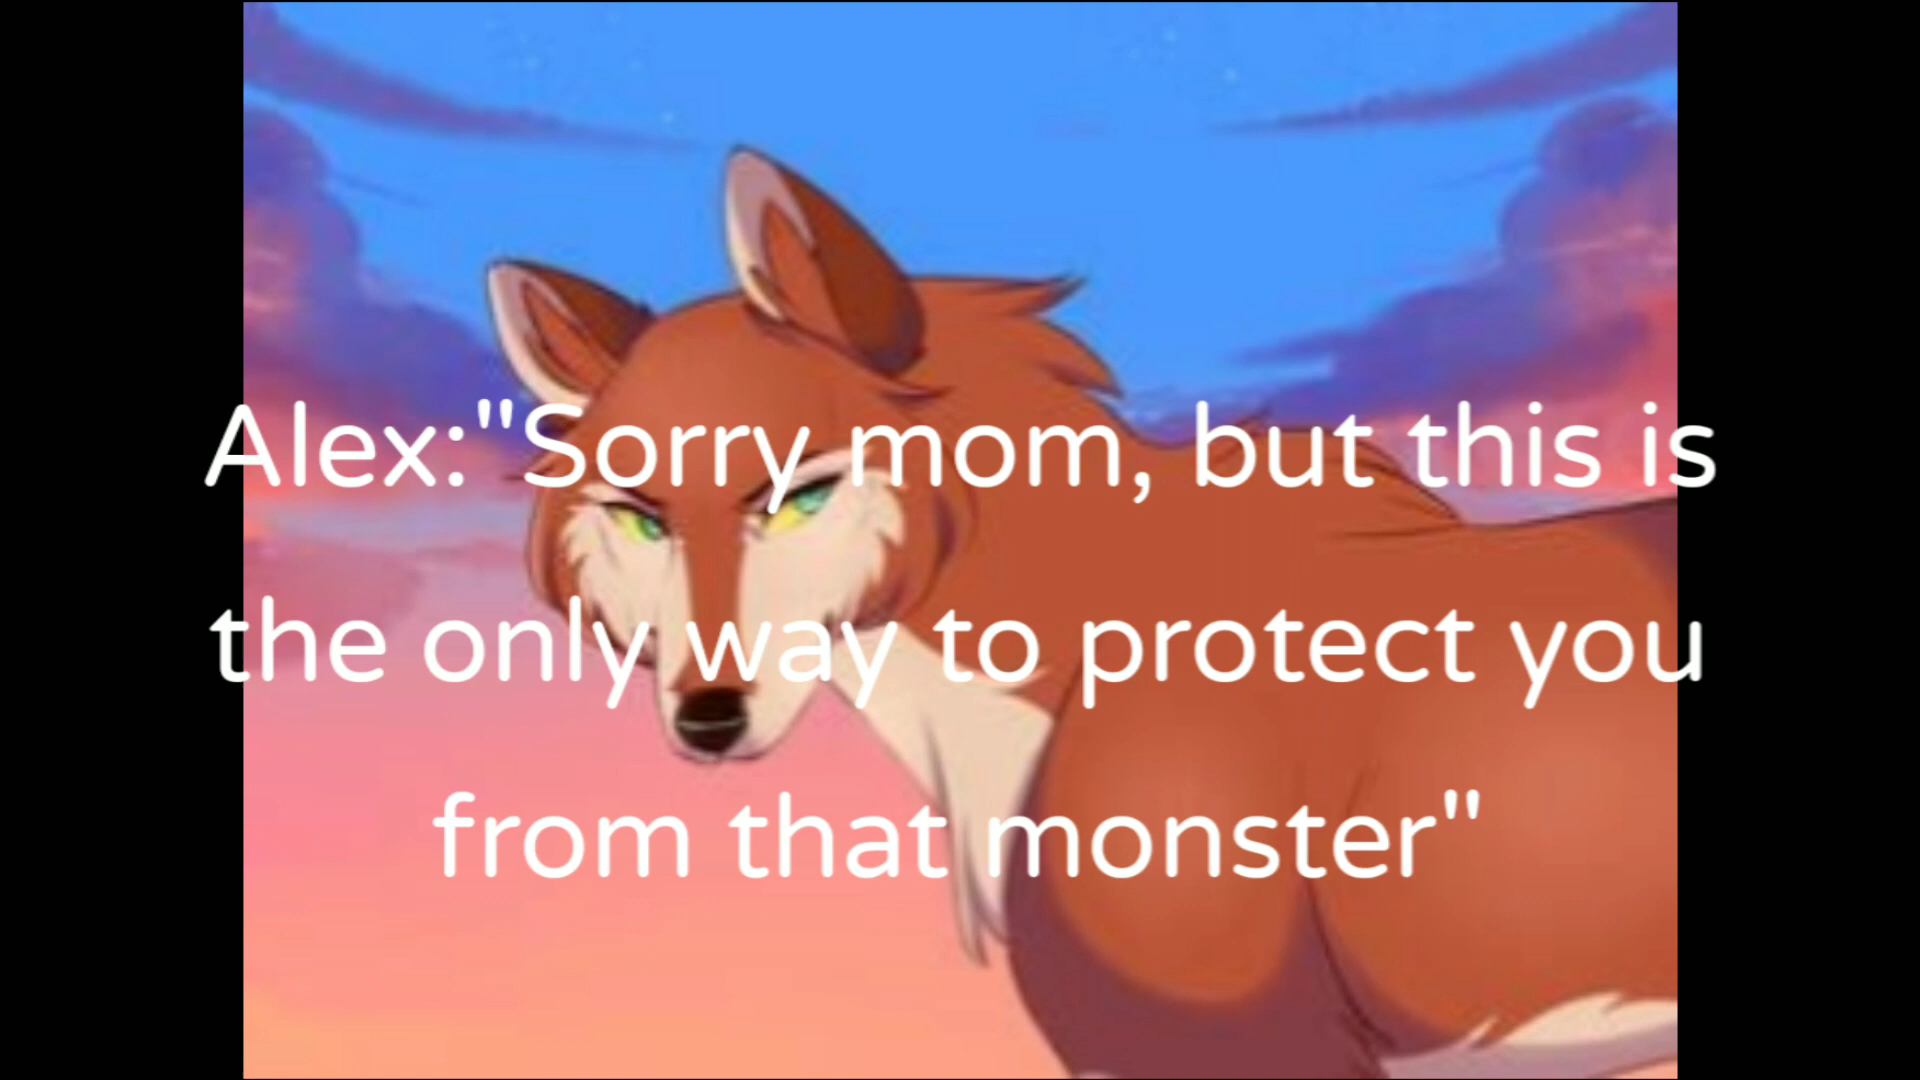 Alex:"Sorry mom, but this is
the only way to protect you
from that monster"